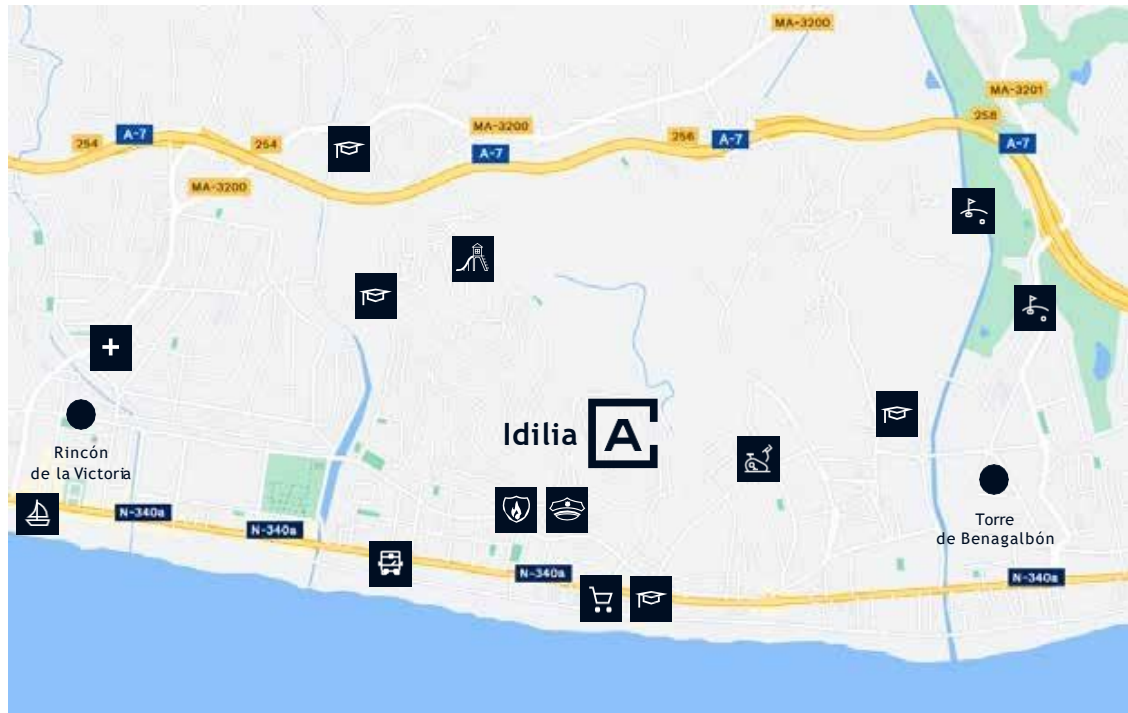 MA-3200
MA-3201
258
A-7
254
A-7
254
MA-3200
A-7
256
A-7
MA-3200
Idilia A
Rincón
de la Victoria
N-340a
N-340a
N-340a
Torre
de Benagalbón
N-340a